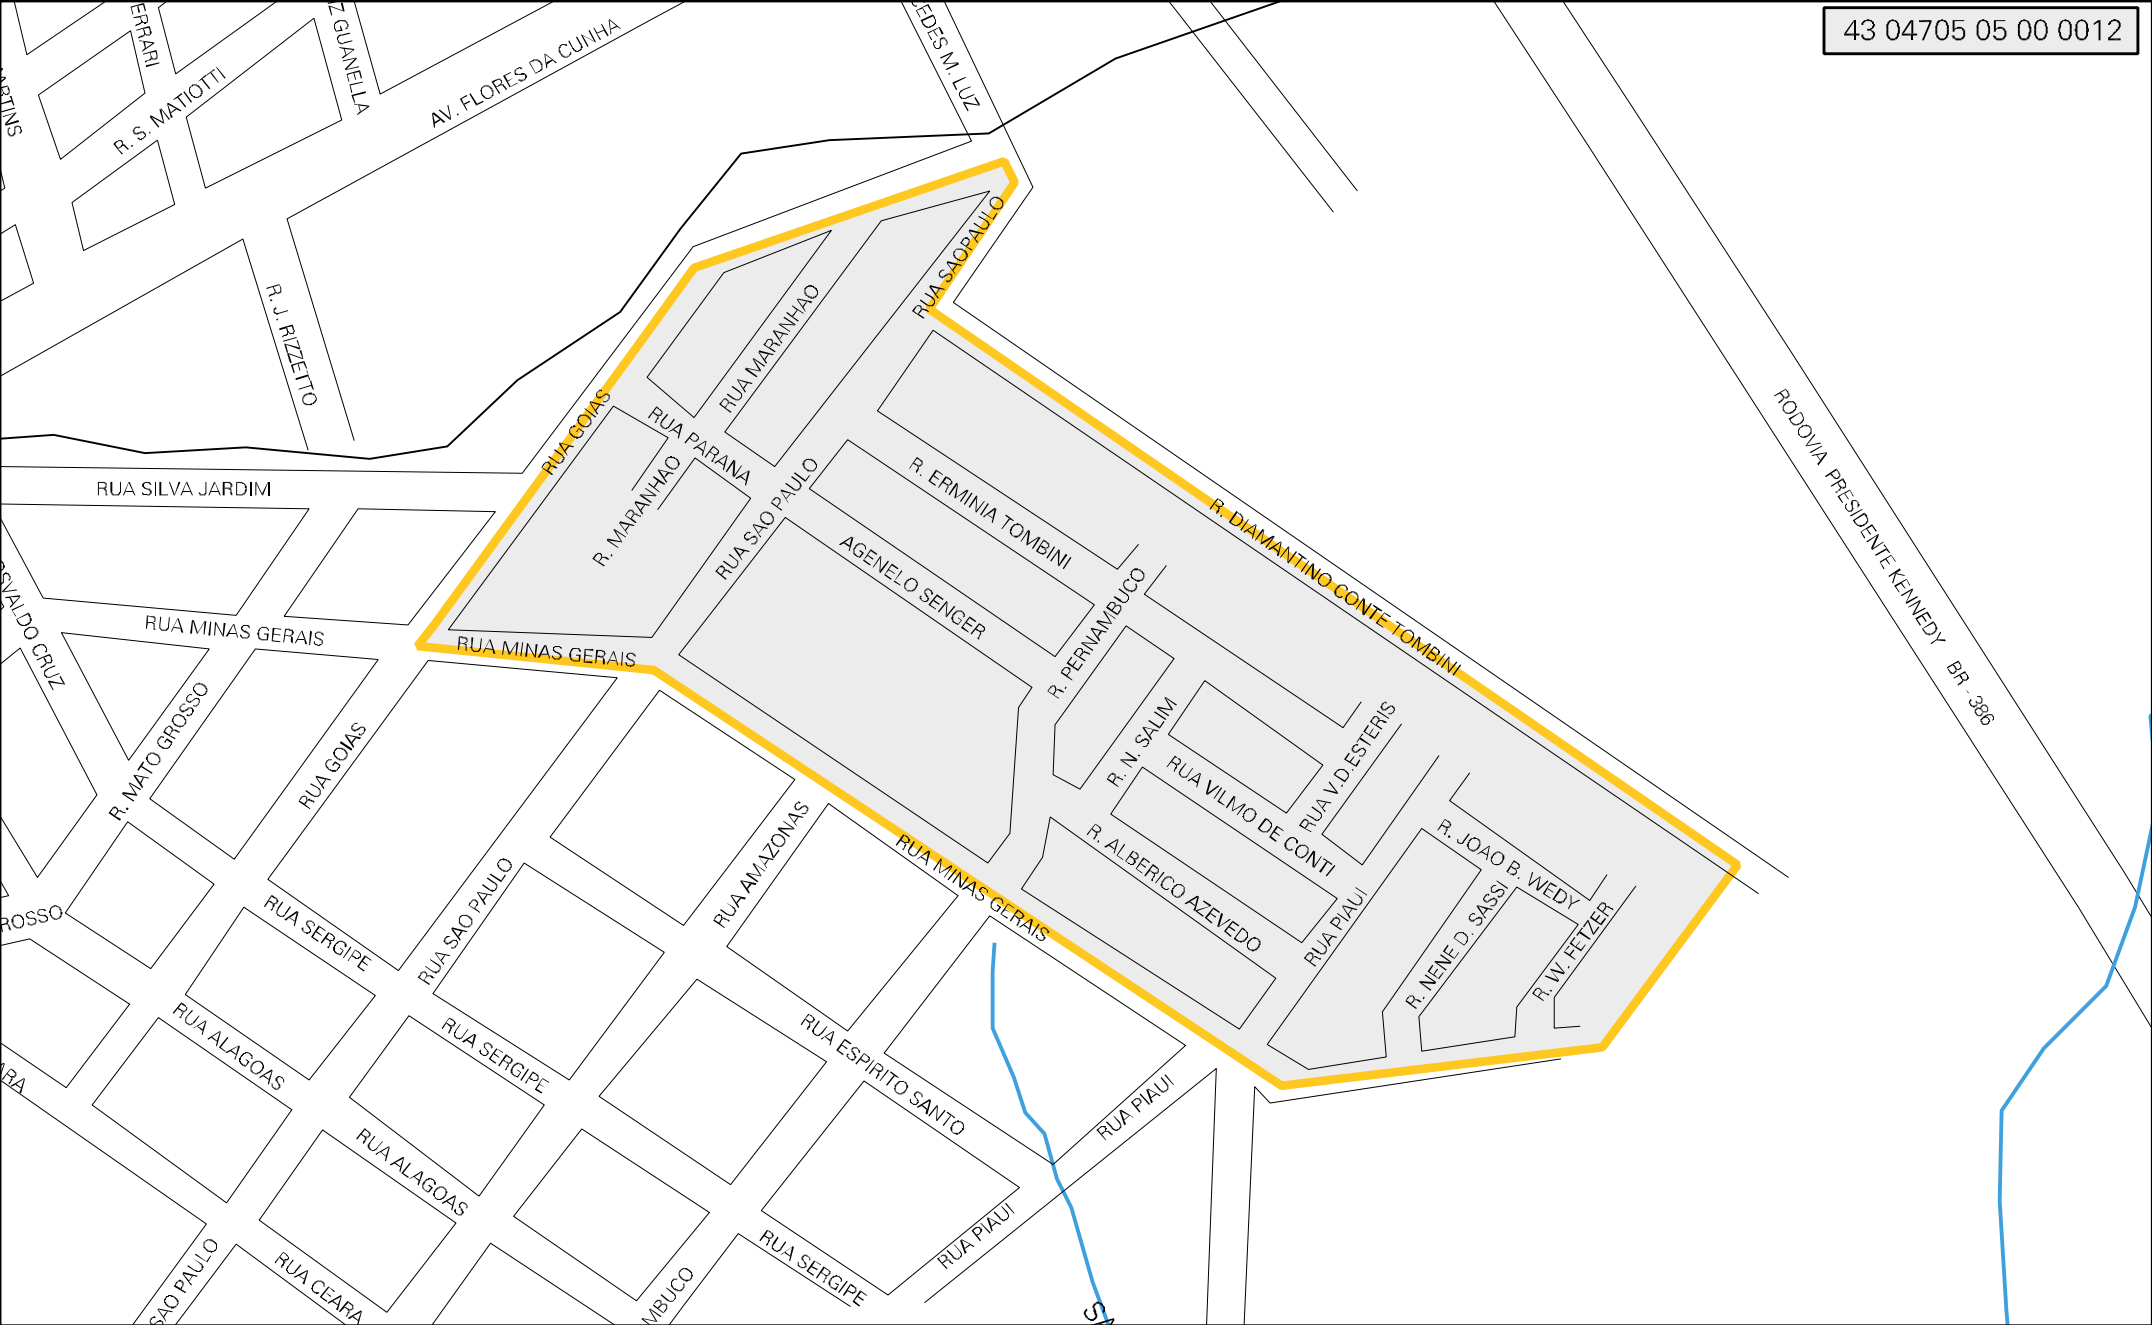 43 04705 05 00 0012
ERRARI
Z GUANELLA
ARTINS
R. S. MATIOTTI
AV. FLORES DA CUNHA
CEDES M. LUZ
R. J. RIZZETTO
RUA SAOPAULO
RUA MARANHAO
RUA GOIAS
RUA PARANA
R. MARANHAO
RUA SAO PAULO
RUA SILVA JARDIM
R. ERMINIA TOMBINI
AGENELO SENGER
R. DIAMANTINO CONTE TOMBINI
RODOVIA PRESIDENTE KENNEDY BR - 386
R. PERNAMBUCO
OSVALDO CRUZ
RUA MINAS GERAIS
RUA MINAS GERAIS
R. MATO GROSSO
RUA GOIAS
R. N. SALIM
RUA V.D.ESTERIS
RUA VILMO DE CONTI
R. ALBERICO AZEVEDO
R. JOAO B. WEDY
RUA PIAUI
R. NENE D. SASSI
R. W. FETZER
RUA AMAZONAS
RUA MINAS GERAIS
ROSSO
RUA SERGIPE
RUA SAO PAULO
RUA ALAGOAS
RUA SERGIPE
RUA ESPIRITO SANTO
ARA
RUA PIAUI
RUA ALAGOAS
RUA PIAUI
RUA SERGIPE
SAO PAULO
RUA CEARA
MBUCO
SA